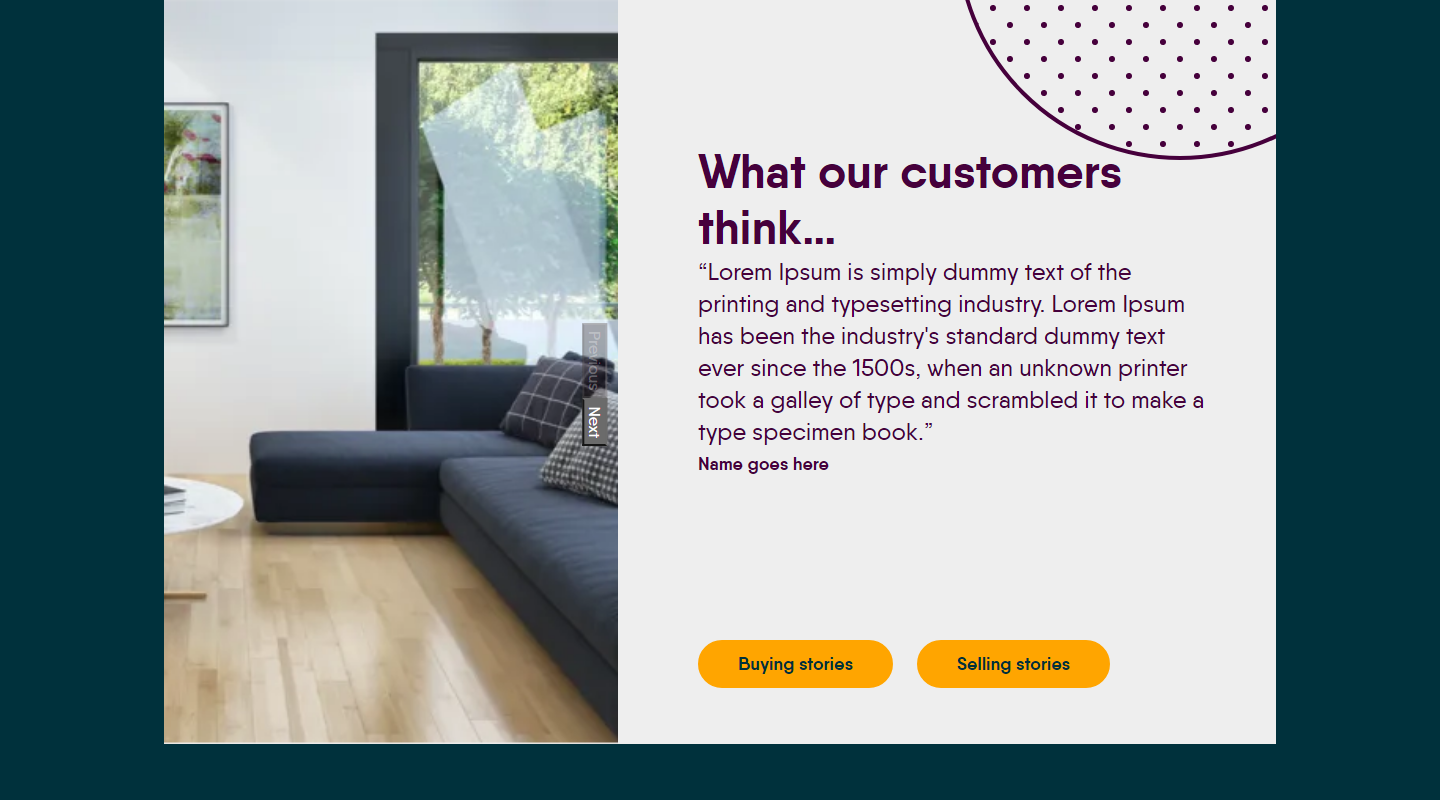 What our customers
think...
“Lorem Ipsum is simply dummy text of the
printing and typesetting industry. Lorem Ipsum
has been the industry's standard dummy text
ever since the 1500s, when an unknown printer
took a galley of type and scrambled it to make a
type specimen book.”
Name goes here
Previous
Next
Buying stories
Selling stories